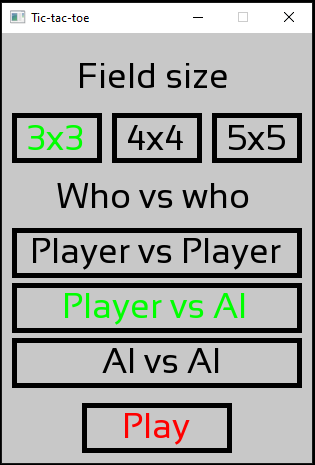 Tic-tac-toe
Field size
3x3 4x4 5x5
Who vs who
Player vs Player
Player vs AI
AI vs AI
Play